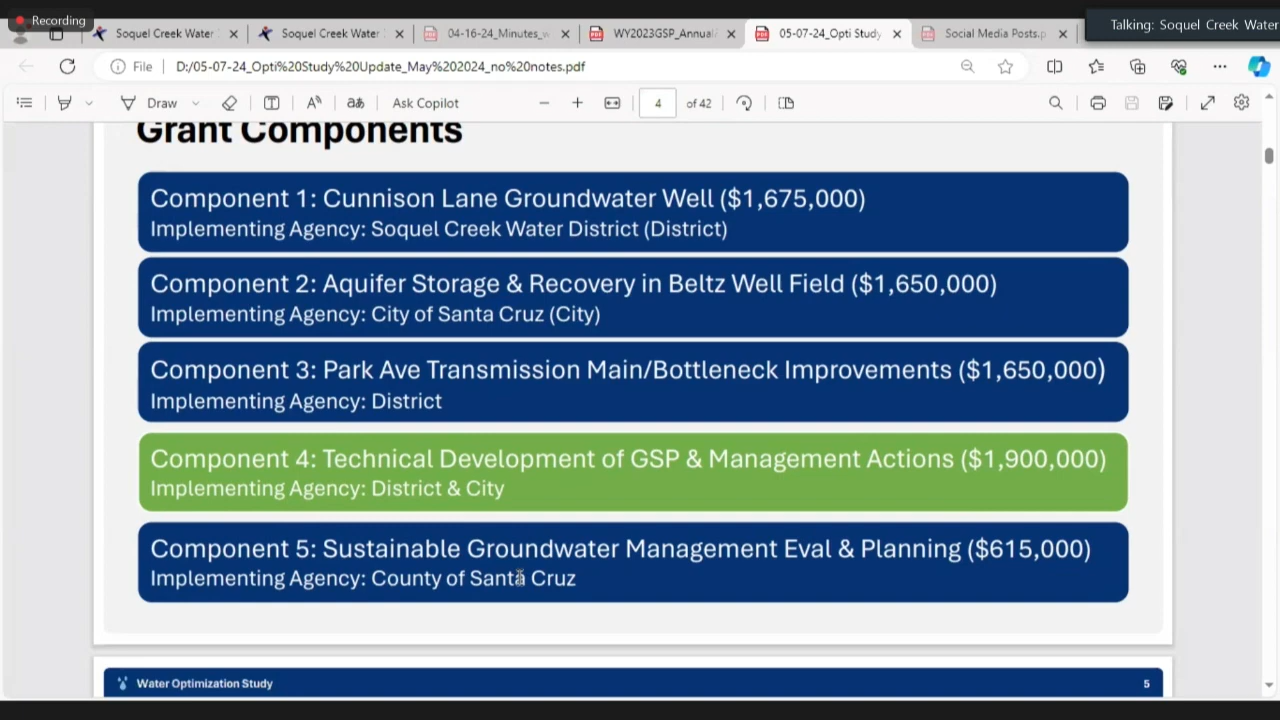 Recording
Talking: Soquel Creek Water
Soquel Creek Water
Soquel Creek Water
04-16-24_Minutes_w
WY2023GSP_Annual
05-07-24_Opti Study
Social Media Posts.p
File
D:/05-07-24_Opti%20Study%20Update_May%202024_no%20notes.pdf
Draw
aあ
Ask Copilot
4
of 42
Grant Components
Component 1: Cunnison Lane Groundwater Well ($1,675,000)
Implementing Agency: Soquel Creek Water District (District)
Component 2: Aquifer Storage & Recovery in Beltz Well Field ($1,650,000)
Implementing Agency: City of Santa Cruz (City)
Component 3: Park Ave Transmission Main/Bottleneck Improvements ($1,650,000)
Implementing Agency: District
Component 4: Technical Development of GSP & Management Actions ($1,900,000)
Implementing Agency: District & City
Component 5: Sustainable Groundwater Management Eval & Planning ($615,000)
Implementing Agency: County of Santa Cruz
Water Optimization Study
5